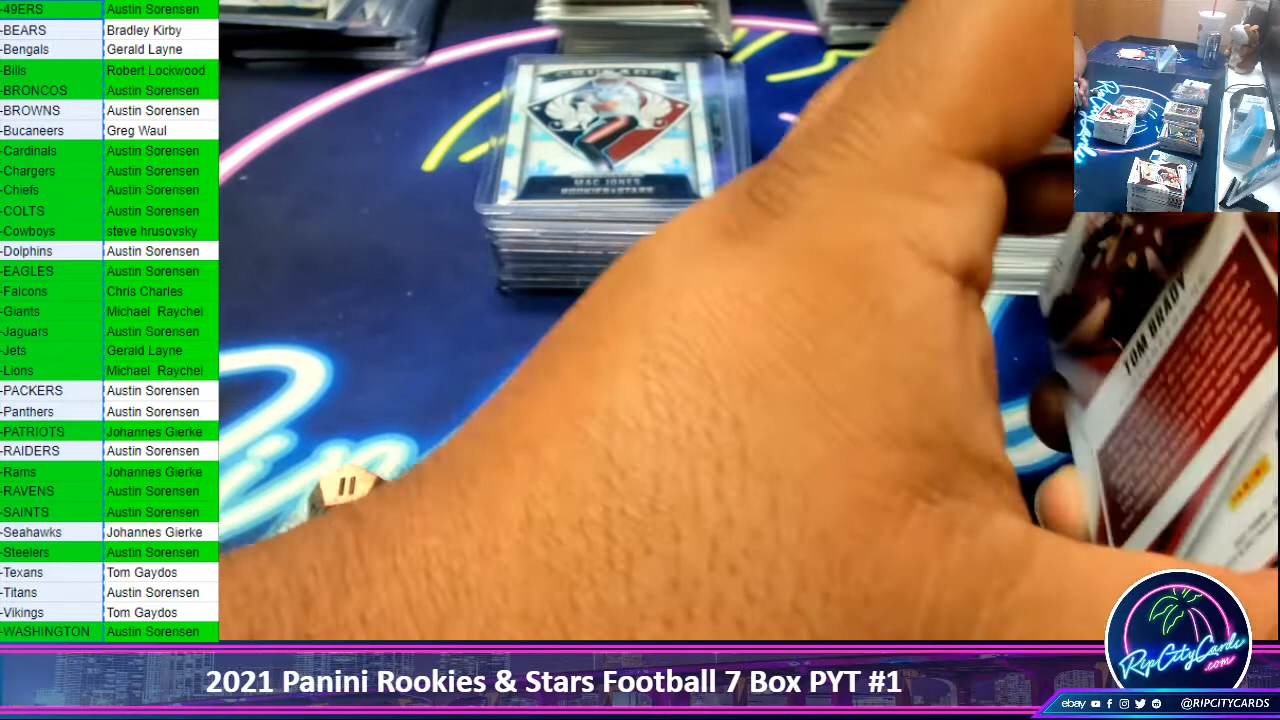 -49ERS Austin Sorensen
-BEARS Bradley Kirby
-Bengals Gerald Layne
-Bills Robert Lockwood
-BRONCOS Austin Sorensen
-BROWNS Austin Sorensen
-Bucaneers Greg Waul
-Cardinals Austin Sorensen
-Chargers Austin Sorensen
-Chiefs Austin Sorensen
-COLTS Austin Sorensen
-Cowboys steve hrusovsky
-Dolphins Austin Sorensen
-EAGLES Austin Sorensen
-Falcons Chris Charles
-Giants Michael Raychel
-Jaguars Austin Sorensen
-Jets Gerald Layne
-Lions Michael Raychel
-PACKERS Austin Sorensen
-Panthers Austin Sorensen
-PATRIOTS Johannes Gierke
-RAIDERS Austin Sorensen
-Rams Johannes Gierke
-RAVENS Austin Sorensen
-SAINTS Austin Sorensen
-Seahawks Johannes Gierke
-Steelers Austin Sorensen
-Texans Tom Gaydos
-Titans Austin Sorensen
-Vikings Tom Gaydos
-WASHINGTON Austin Sorensen
CRUSADE
MAC JONES
ROOKIES & STARS
TOM BRADY
RipCityCards
.com
2021 Panini Rookies & Stars Football 7 Box PYT #1
ebay @RIPCITYCARDS